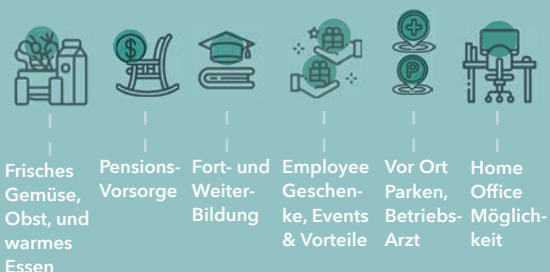 $
P
Frisches
Gemüse,
Obst, und
warmes
Essen
Pensions-
Vorsorge
Fort- und
Weiter-
Bildung
Employee
Geschen-
ke, Events
& Vorteile
Vor Ort
Parken,
Betriebs-
Arzt
Home
Office
Möglich-
keit